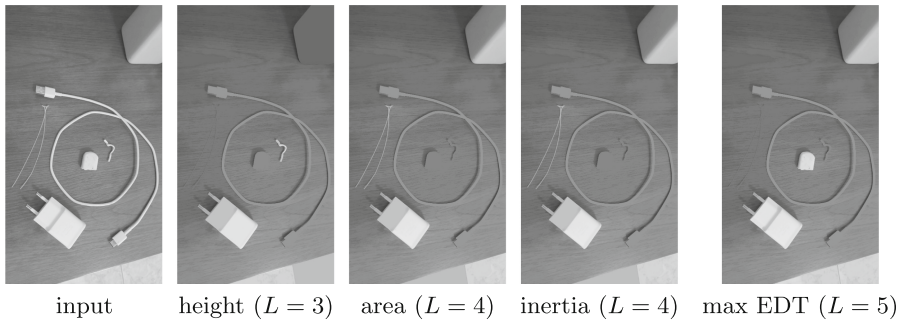 input
height (L = 3)
area (L = 4)
inertia (L = 4)
max EDT (L = 5)